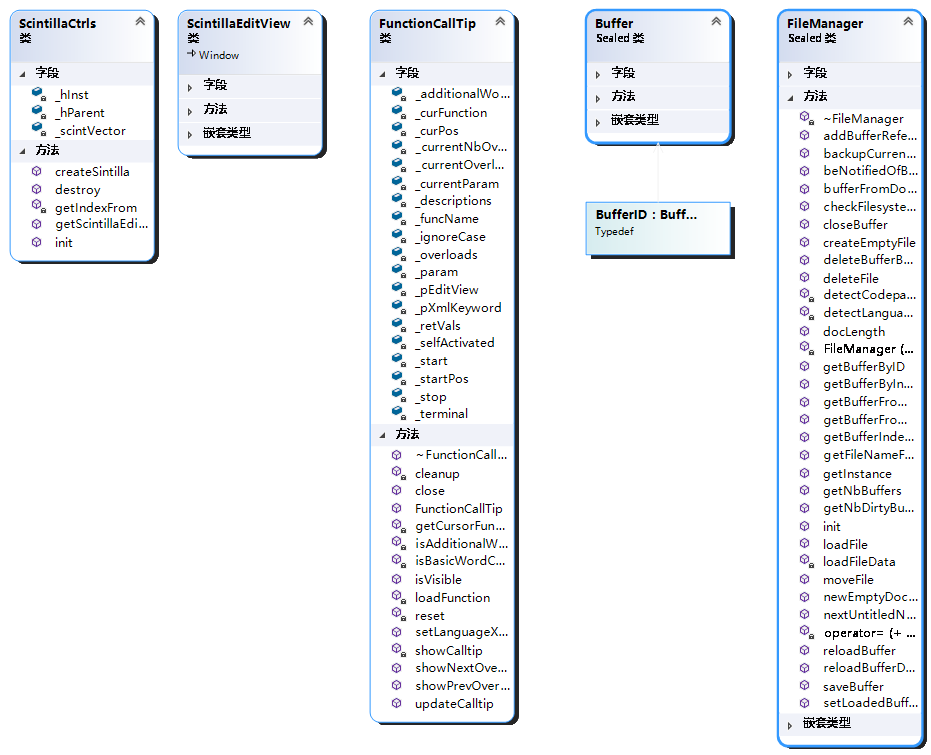 ScintillaCtrls
类
字段
_hInst
_hParent
_scintVector
方法
createSintilla
destroy
getIndexFrom
getScintillaEdi...
init
ScintillaEditView
类
Window
字段
方法
嵌套类型
FunctionCallTip
类
字段
_additionalWo...
_curFunction
_curPos
_currentNbOv...
_currentOverl...
_currentParam
_descriptions
_funcName
_ignoreCase
_overloads
_param
_pEditView
_pXmlKeyword
_retVals
_selfActivated
_start
_startPos
_stop
_terminal
方法
~FunctionCall...
cleanup
close
FunctionCallTip
getCursorFun...
isAdditionalW...
isBasicWordC...
isVisible
loadFunction
reset
setLanguageX...
showCalltip
showNextOve...
showPrevOver...
updateCalltip
Buffer
Sealed 类
字段
方法
嵌套类型
BufferID : Buff...
Typedef
FileManager
Sealed 类
字段
方法
~FileManager
addBufferRefe...
backupCurren...
beNotifiedOfB...
bufferFromDo...
checkFilesyste...
closeBuffer
createEmptyFile
deleteBufferB...
deleteFile
detectCodepa...
detectLangua...
docLength
FileManager (...
getBufferByID
getBufferByIn...
getBufferFro...
getBufferFro...
getBufferInde...
getFileNameF...
getInstance
getNbBuffers
getNbDirtyBu...
init
loadFile
loadFileData
moveFile
newEmptyDoc...
nextUntitledN...
operator= (+ ...
reloadBuffer
reloadBufferD...
saveBuffer
setLoadedBuff...
嵌套类型